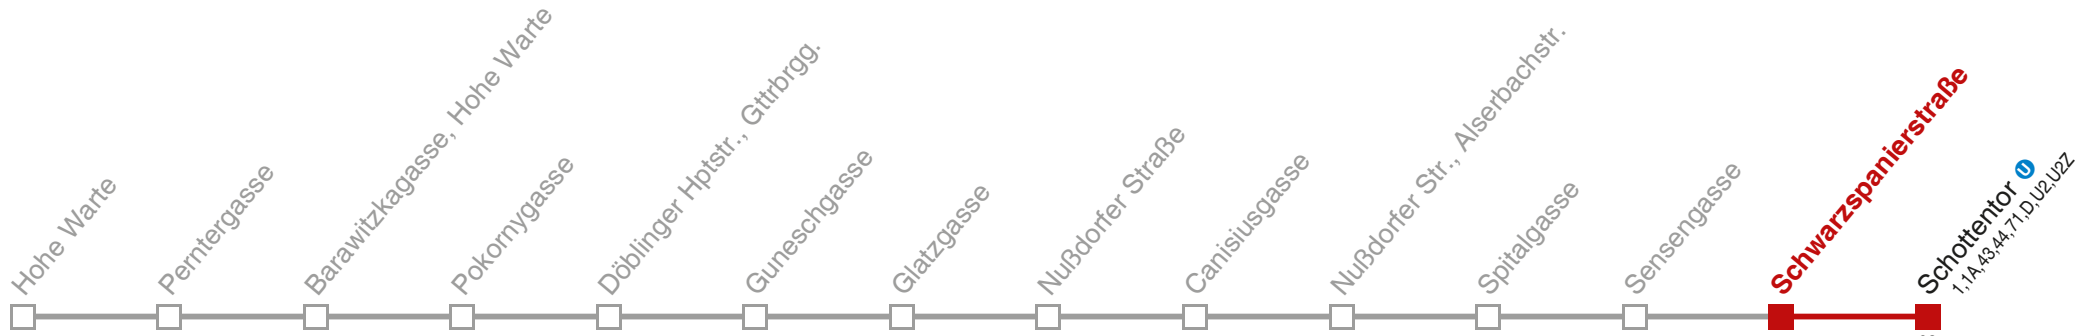 Hohe Warte
Perntergasse
Barawitzkagasse, Hohe Warte
Pokornygasse
Döblinger Hptstr., Gttrbrgg.
Guneschgasse
Glatzgasse
Nußdorfer Straße
Canisiusgasse
Nußdorfer Str., Alserbachstr.
Spitalgasse
Sensengasse
Schwarzspanierstraße
Schottentor U
1,1A,43,44,71,D,U2,U2Z